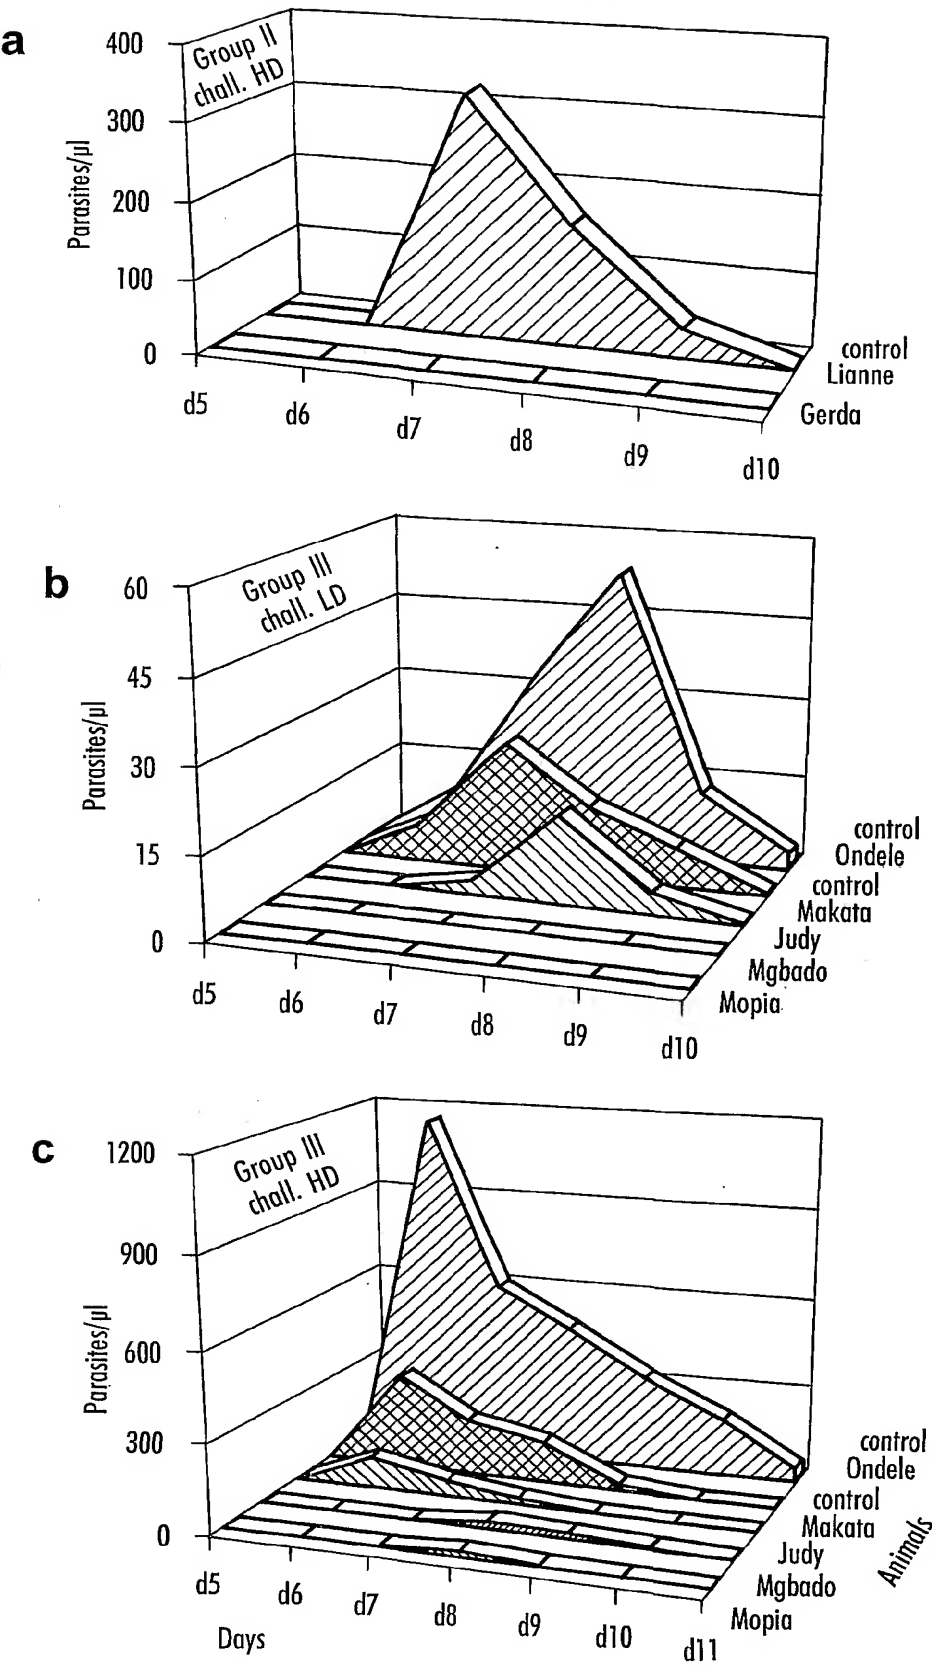 a
Group II
chall. HD
Parasites/µl
400
300
200
100
0
d5
d6
d7
d8
d9
d10
control
Lianne
Gerda
b
Group III
chall. LD
Parasites/µl
60
45
30
15
0
d5
d6
d7
d8
d9
d10
control
Ondele
control
Makata
Judy
Mgbado
Mopia
c
Group III
chall. HD
Parasites/µl
1200
900
600
300
0
d5
d6
d7
d8
d9
d10
d11
Days
control
Ondele
control
Makata
Judy
Mgbado
Mopia
Animals